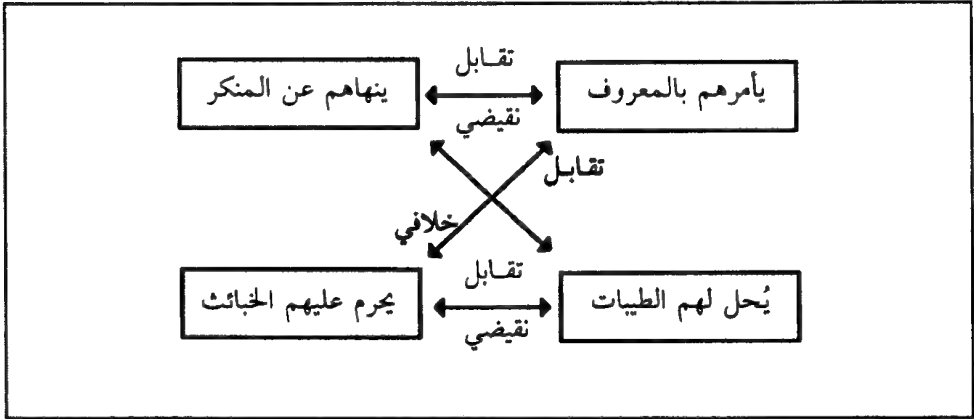 تقابل
يأمرهم بالمعروف
ينهاهم عن المنكر
نقيضي
تقابل
خلافي
تقابل
يُحل لهم الطيبات
يحرم عليهم الخبائث
نقيضي